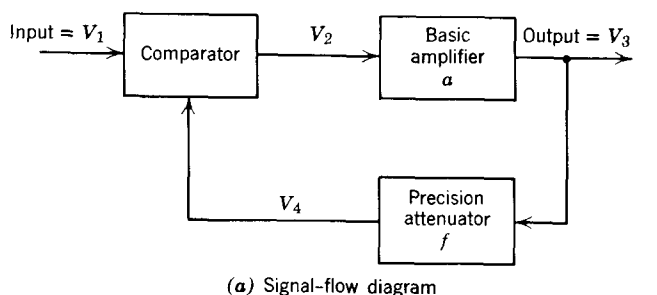 Input = V₁
Comparator
V₂
Basic
amplifier
a
Output = V₃
V₄
Precision
attenuator
f
(a) Signal-flow diagram